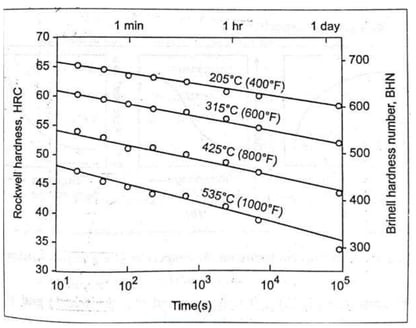 1 min 1 hr 1 day
70
65
60
55
50
45
40
35
30
Rockwell hardness, HRC
205°C (400°F)
315°C (600°F)
425°C (800°F)
535°C (1000°F)
700
600
500
400
300
Brinell hardness number, BHN
10¹ 10² 10³ 10⁴ 10⁵
Time(s)